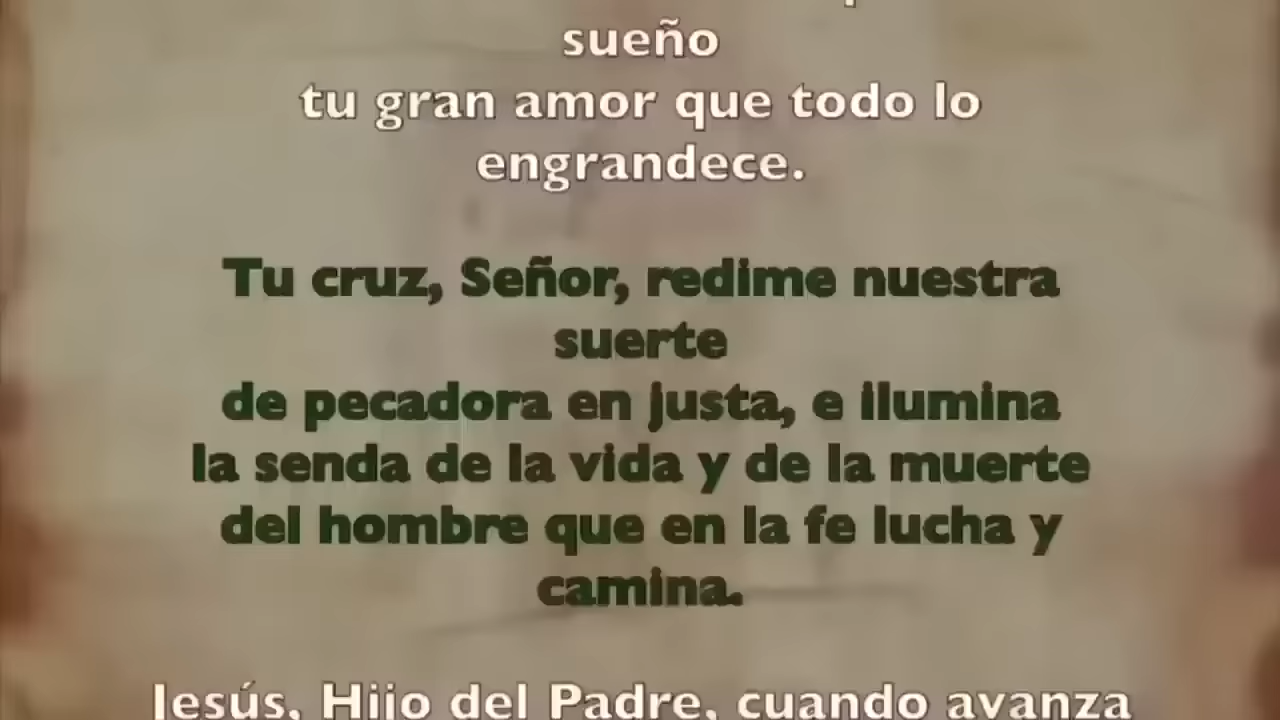 sueño
tu gran amor que todo lo
engrandece.
Tu cruz, Señor, redime nuestra
suerte
de pecadora en justa, e ilumina
la senda de la vida y de la muerte
del hombre que en la fe lucha y
camina.
Jesús, Hijo del Padre, cuando avanza